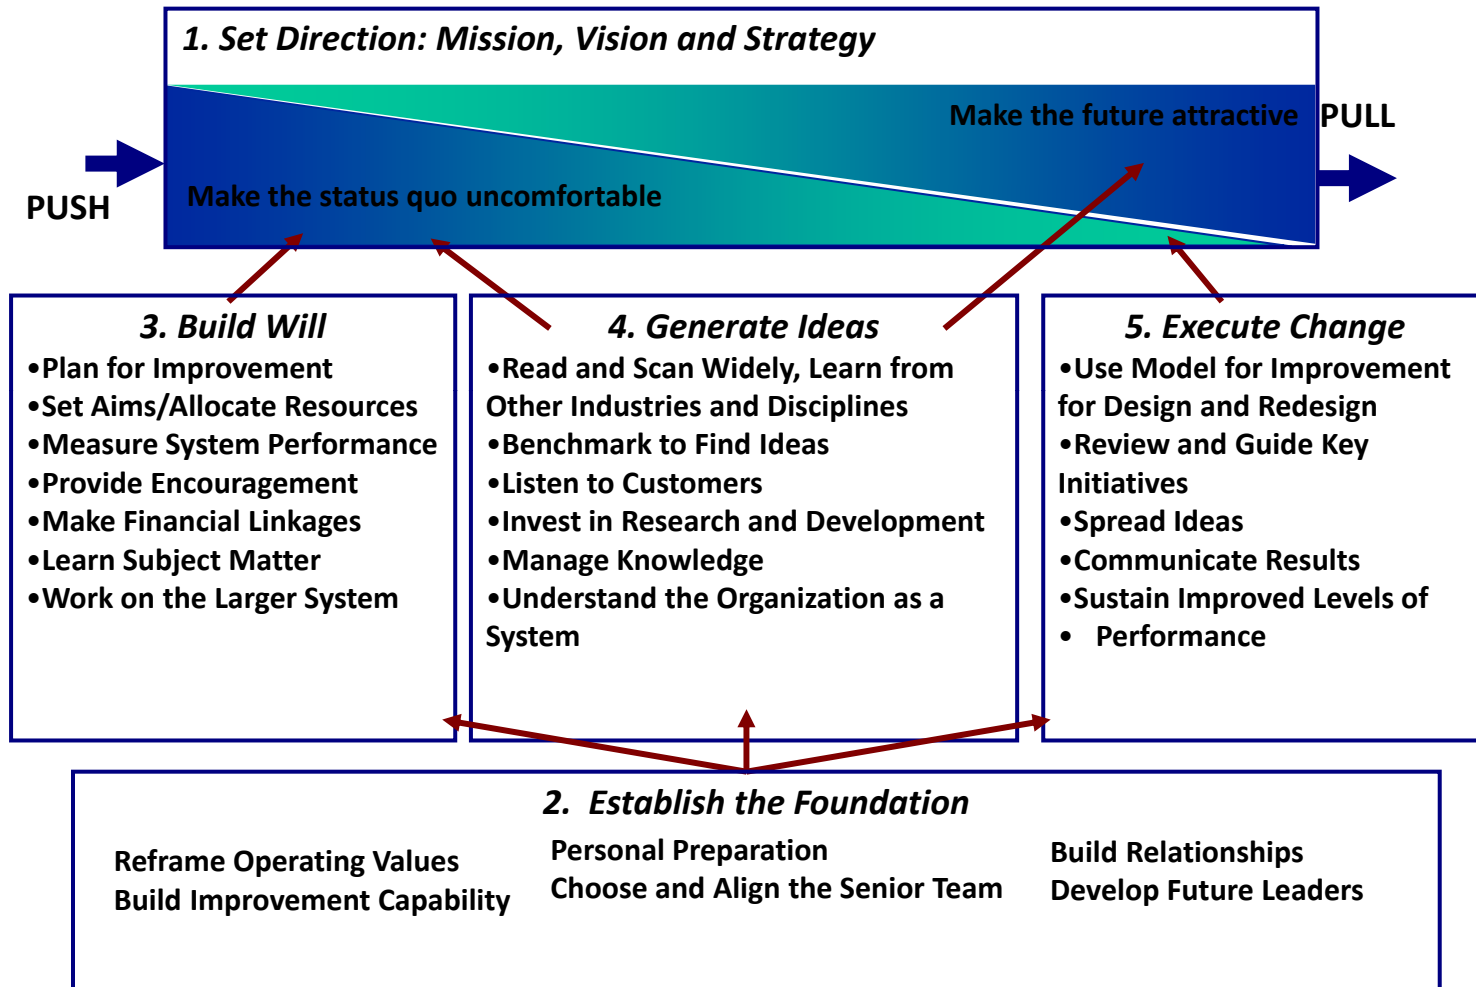 1. Set Direction: Mission, Vision and Strategy
Make the future attractive
PULL
Make the status quo uncomfortable
PUSH
3. Build Will
•Plan for Improvement
•Set Aims/Allocate Resources
•Measure System Performance
•Provide Encouragement
•Make Financial Linkages
•Learn Subject Matter
•Work on the Larger System
4. Generate Ideas
•Read and Scan Widely, Learn from
Other Industries and Disciplines
•Benchmark to Find Ideas
•Listen to Customers
•Invest in Research and Development
•Manage Knowledge
•Understand the Organization as a
System
5. Execute Change
•Use Model for Improvement
for Design and Redesign
•Review and Guide Key
Initiatives
•Spread Ideas
•Communicate Results
•Sustain Improved Levels of
• Performance
2. Establish the Foundation
Reframe Operating Values
Build Improvement Capability
Personal Preparation
Choose and Align the Senior Team
Build Relationships
Develop Future Leaders